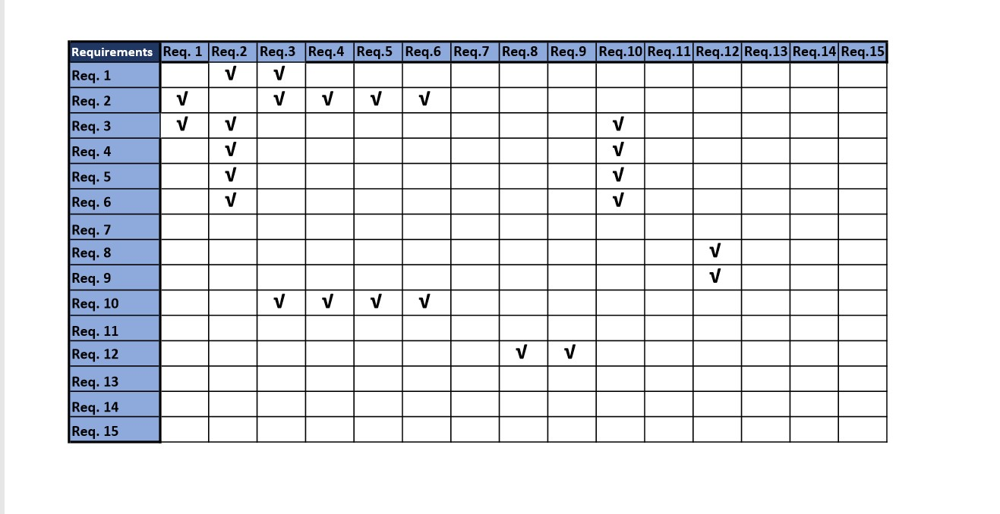 Requirements Req. 1 Req.2 Req.3 Req.4 Req.5 Req.6 Req.7 Req.8 Req.9 Req.10 Req.11 Req.12 Req.13 Req.14 Req.15
Req. 1 √ √
Req. 2 √ √ √ √ √
Req. 3 √ √ √
Req. 4 √ √
Req. 5 √ √
Req. 6 √ √
Req. 7
Req. 8 √
Req. 9 √
Req. 10 √ √ √ √
Req. 11
Req. 12 √ √
Req. 13
Req. 14
Req. 15